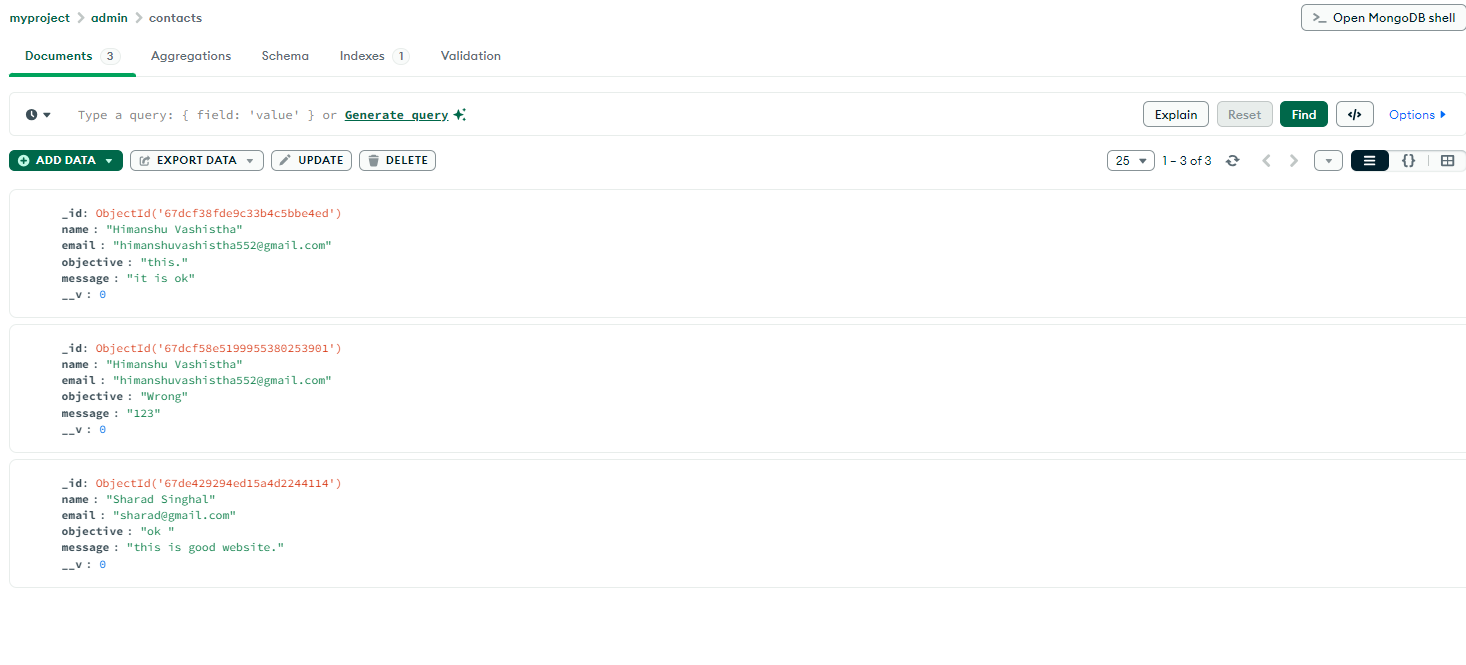 myproject > admin > contacts
>_ Open MongoDB shell
Documents 3 Aggregations Schema Indexes 1 Validation
Type a query: { field: 'value' } or Generate query
Explain Reset Find </> Options
ADD DATA EXPORT DATA UPDATE DELETE
25 1 – 3 of 3 {}
_id: ObjectId('67dcf38fde9c33b4c5bbe4ed')
name : "Himanshu Vashistha"
email : "himanshuvashistha552@gmail.com"
objective : "this."
message : "it is ok"
__v : 0
_id: ObjectId('67dcf58e5199955380253901')
name : "Himanshu Vashistha"
email : "himanshuvashistha552@gmail.com"
objective : "Wrong"
message : "123"
__v : 0
_id: ObjectId('67de429294ed15a4d2244114')
name : "Sharad Singhal"
email : "sharad@gmail.com"
objective : "ok "
message : "this is good website."
__v : 0